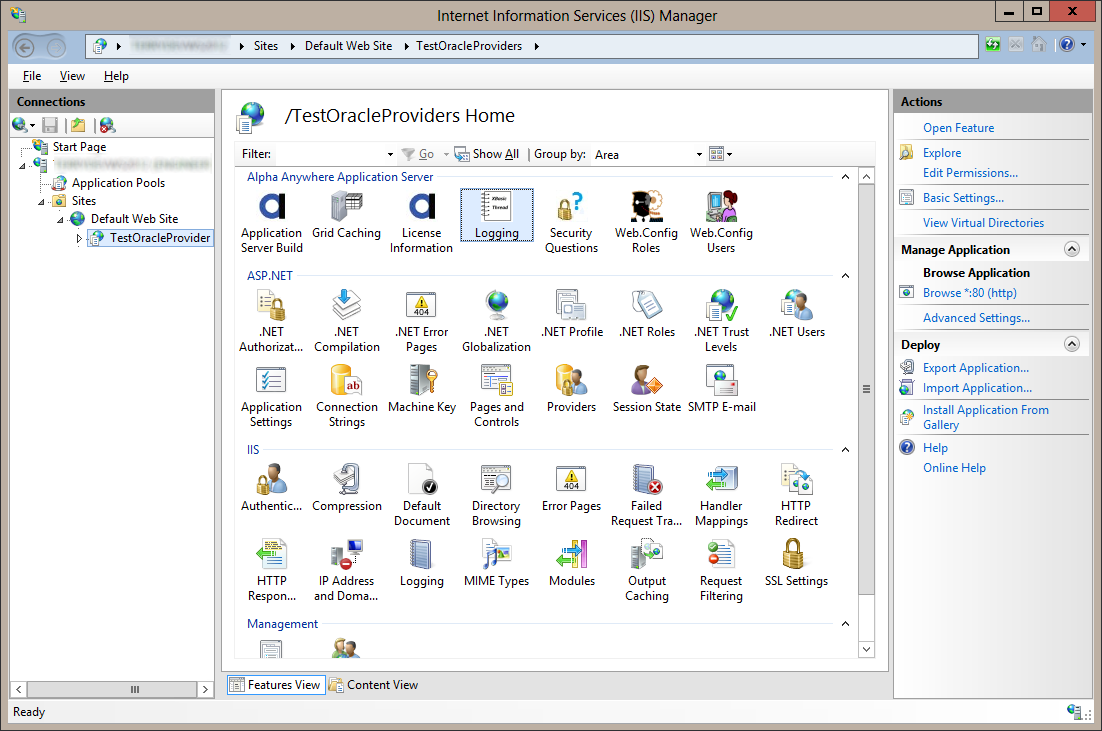 Internet Information Services (IIS) Manager
Sites Default Web Site TestOracleProviders
File View Help
Connections
Start Page
Application Pools
Sites
Default Web Site
TestOracleProvider
/TestOracleProviders Home
Filter: Go Show All Group by: Area
Alpha Anywhere Application Server
XBasic
Thread
Application Server Build
Grid Caching
License Information
Logging
Security Questions
Web.Config Roles
Web.Config Users
ASP.NET
404
.NET Authorizat...
.NET Compilation
.NET Error Pages
.NET Globalization
.NET Profile
.NET Roles
.NET Trust Levels
.NET Users
ab
Application Settings
Connection Strings
Machine Key
Pages and Controls
Providers
Session State
SMTP E-mail
IIS
404
Authentic...
Compression
Default Document
Directory Browsing
Error Pages
Failed Request Tra...
Handler Mappings
HTTP Redirect
HTTP Respon...
IP Address and Doma...
Logging
MIME Types
Modules
Output Caching
Request Filtering
SSL Settings
Management
Features View Content View
Actions
Open Feature
Explore
Edit Permissions...
Basic Settings...
View Virtual Directories
Manage Application
Browse Application
Browse *:80 (http)
Advanced Settings...
Deploy
Export Application...
Import Application...
Install Application From
Gallery
Help
Online Help
Ready